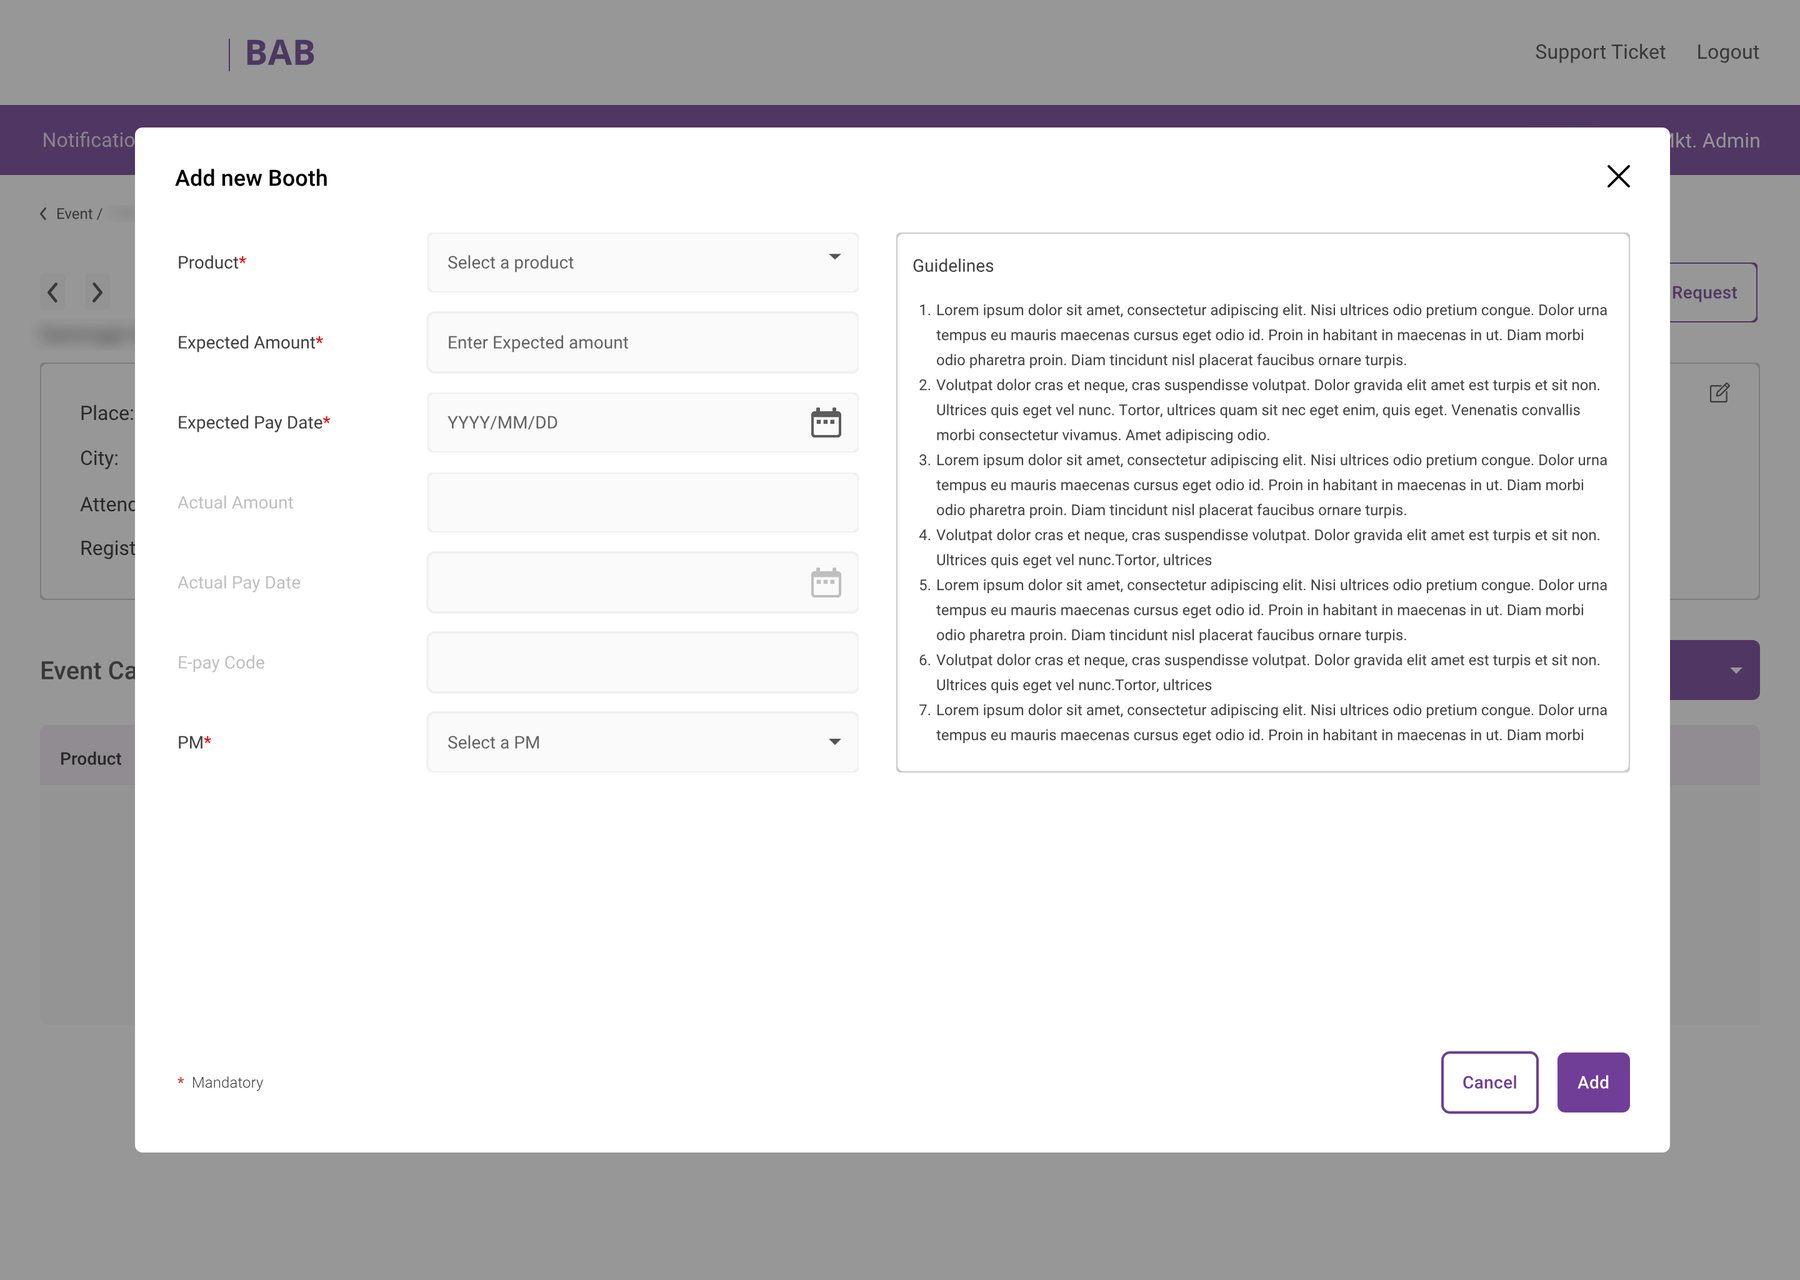 BAB
Support Ticket Logout
Notificatio
Mkt. Admin
Add new Booth
Event /
Product*
Select a product
Expected Amount*
Enter Expected amount
Expected Pay Date*
YYYY/MM/DD
Actual Amount
Actual Pay Date
E-pay Code
PM*
Select a PM
Guidelines
1. Lorem ipsum dolor sit amet, consectetur adipiscing elit. Nisi ultrices odio pretium congue. Dolor urna
tempus eu mauris maecenas cursus eget odio id. Proin in habitant in maecenas in ut. Diam morbi
odio pharetra proin. Diam tincidunt nisl placerat faucibus ornare turpis.
2. Volutpat dolor cras et neque, cras suspendisse volutpat. Dolor gravida elit amet est turpis et sit non.
Ultrices quis eget vel nunc. Tortor, ultrices quam sit nec eget enim, quis eget. Venenatis convallis
morbi consectetur vivamus. Amet adipiscing odio.
3. Lorem ipsum dolor sit amet, consectetur adipiscing elit. Nisi ultrices odio pretium congue. Dolor urna
tempus eu mauris maecenas cursus eget odio id. Proin in habitant in maecenas in ut. Diam morbi
odio pharetra proin. Diam tincidunt nisl placerat faucibus ornare turpis.
4. Volutpat dolor cras et neque, cras suspendisse volutpat. Dolor gravida elit amet est turpis et sit non.
Ultrices quis eget vel nunc.Tortor, ultrices
5. Lorem ipsum dolor sit amet, consectetur adipiscing elit. Nisi ultrices odio pretium congue. Dolor urna
tempus eu mauris maecenas cursus eget odio id. Proin in habitant in maecenas in ut. Diam morbi
odio pharetra proin. Diam tincidunt nisl placerat faucibus ornare turpis.
6. Volutpat dolor cras et neque, cras suspendisse volutpat. Dolor gravida elit amet est turpis et sit non.
Ultrices quis eget vel nunc.Tortor, ultrices
7. Lorem ipsum dolor sit amet, consectetur adipiscing elit. Nisi ultrices odio pretium congue. Dolor urna
tempus eu mauris maecenas cursus eget odio id. Proin in habitant in maecenas in ut. Diam morbi
Request
Place:
City:
Attend
Regist
Event Ca
Product
* Mandatory
Cancel
Add